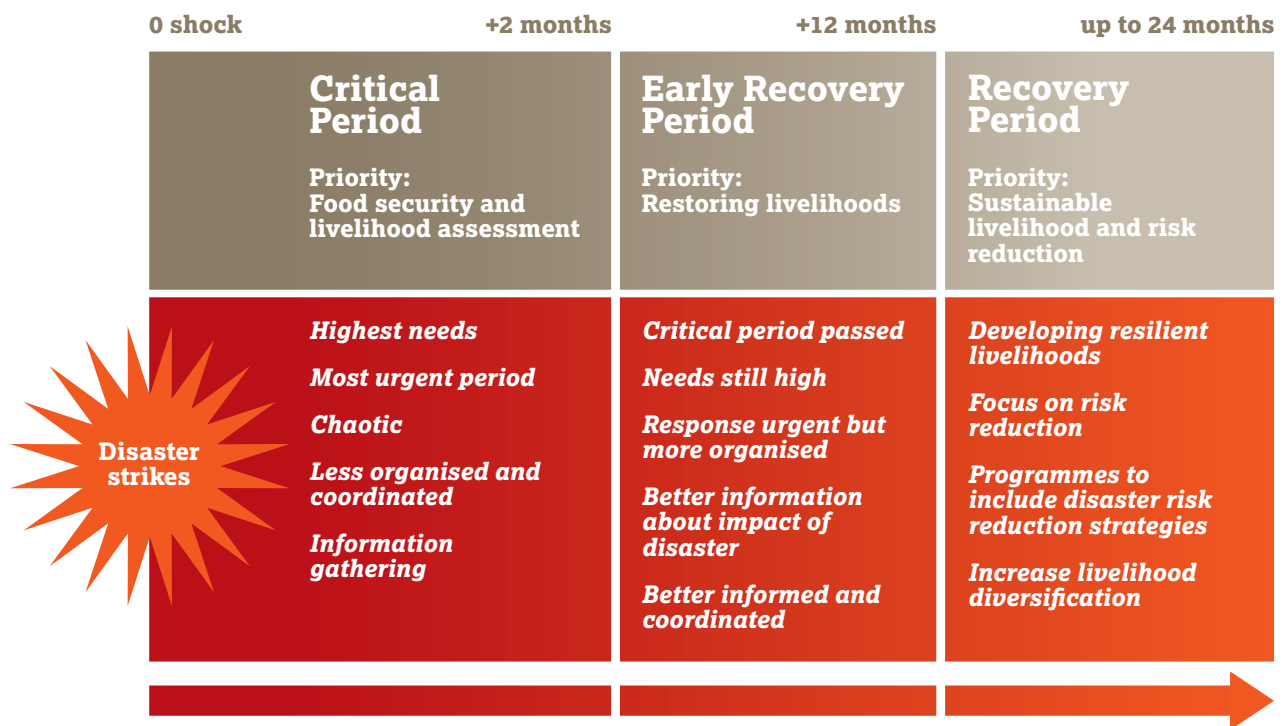 0 shock
+2 months
+12 months
up to 24 months
Critical
Period
Priority:
Food security and
livelihood assessment
Early Recovery
Period
Priority:
Restoring livelihoods
Recovery
Period
Priority:
Sustainable
livelihood and risk
reduction
Disaster
strikes
Highest needs
Most urgent period
Chaotic
Less organised and
coordinated
Information
gathering
Critical period passed
Needs still high
Response urgent but
more organised
Better information
about impact of
disaster
Better informed and
coordinated
Developing resilient
livelihoods
Focus on risk
reduction
Programmes to
include disaster risk
reduction strategies
Increase livelihood
diversification